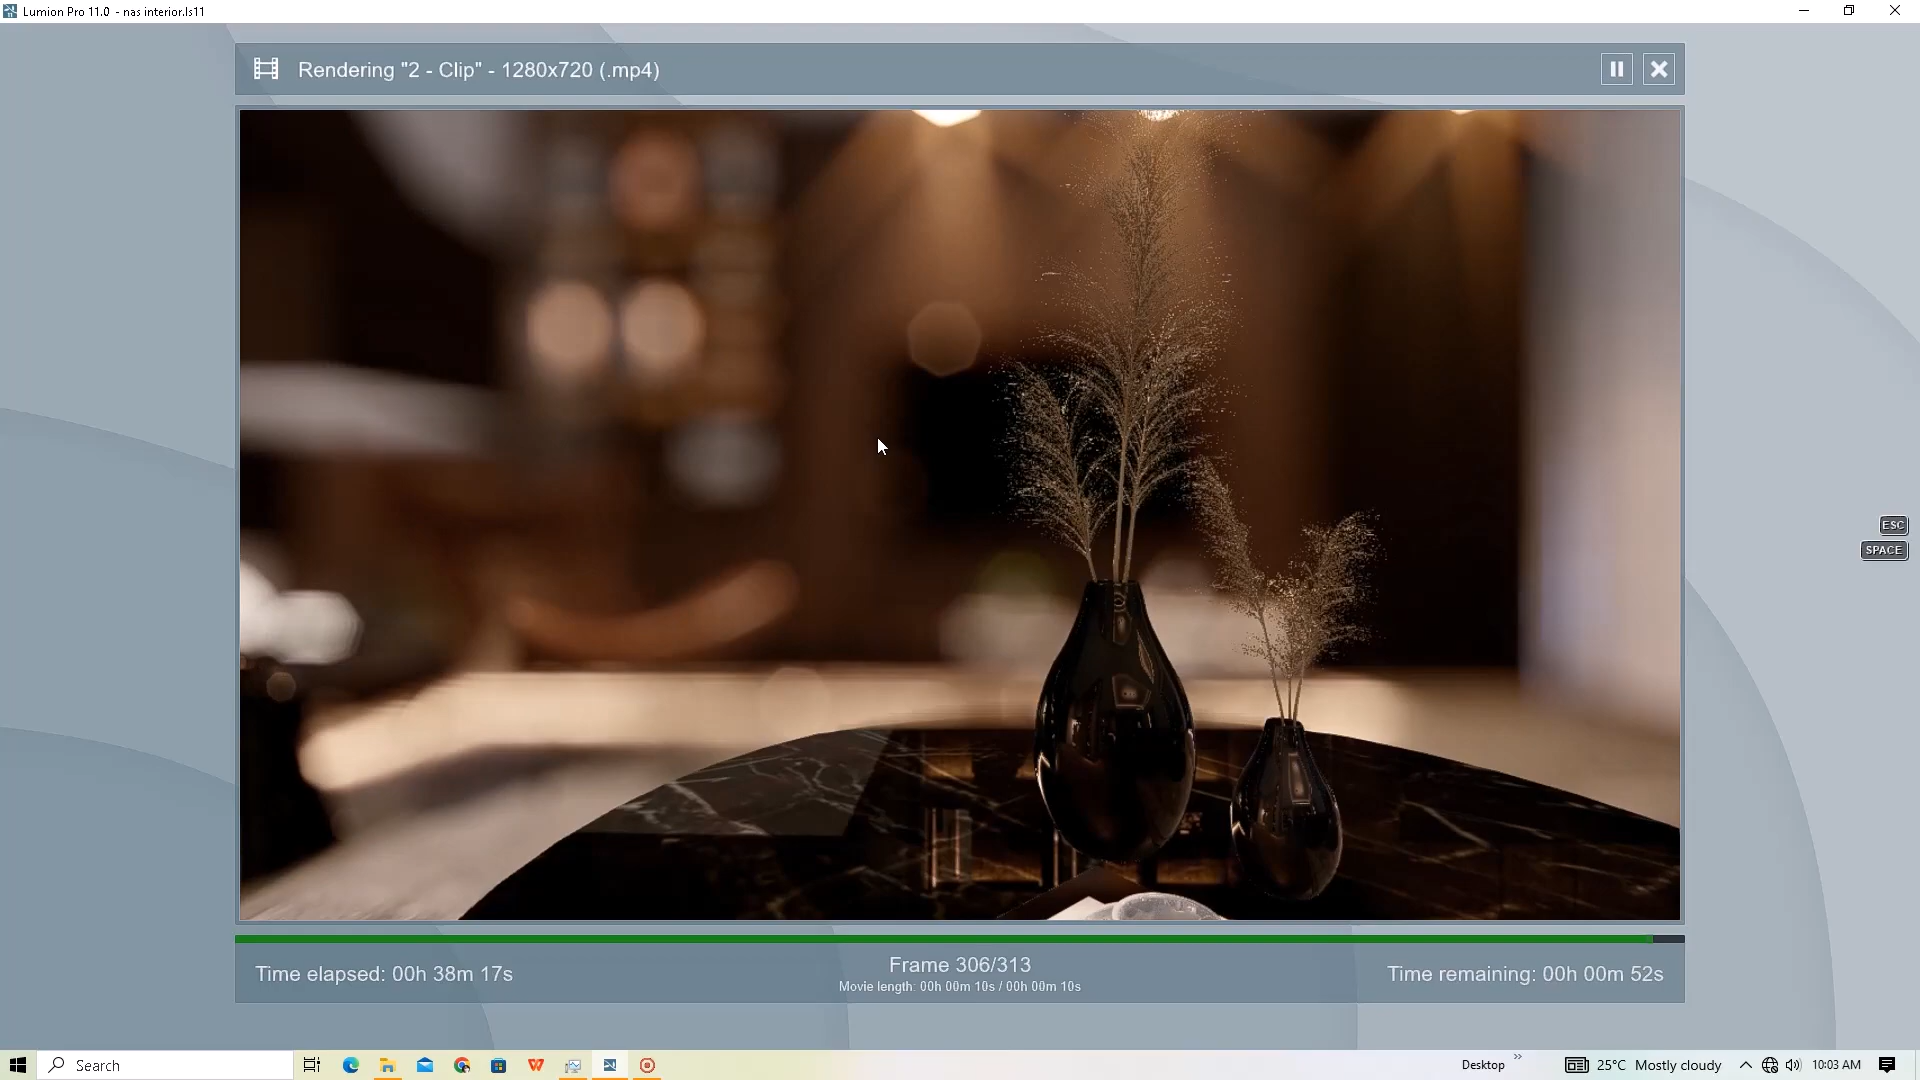 Lumion Pro 11.0 - nas interior.ls11
Rendering "2 - Clip" - 1280x720 (.mp4)
ESC
SPACE
Time elapsed: 00h 38m 17s
Frame 306/313
Movie length: 00h 00m 10s / 00h 00m 10s
Time remaining: 00h 00m 52s
Search
Desktop
25°C Mostly cloudy
10:03 AM